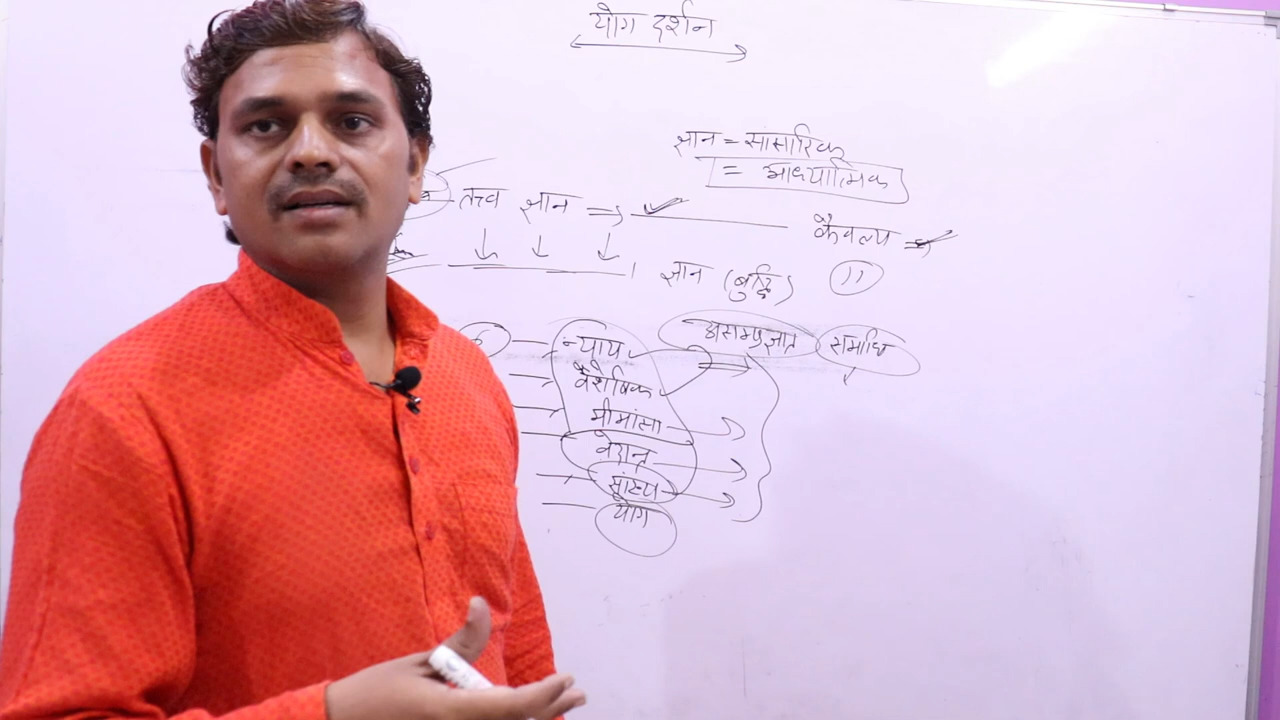 योग दर्शन
ज्ञान = सांसारिक
= आध्यात्मिक
तत्त्व ज्ञान ⇒
कैवल्य
ज्ञान (बुद्धि)
न्याय
असम्प्रज्ञात समाधि
वैशेषिक
मीमांसा
वेदान्त
सांख्य
योग